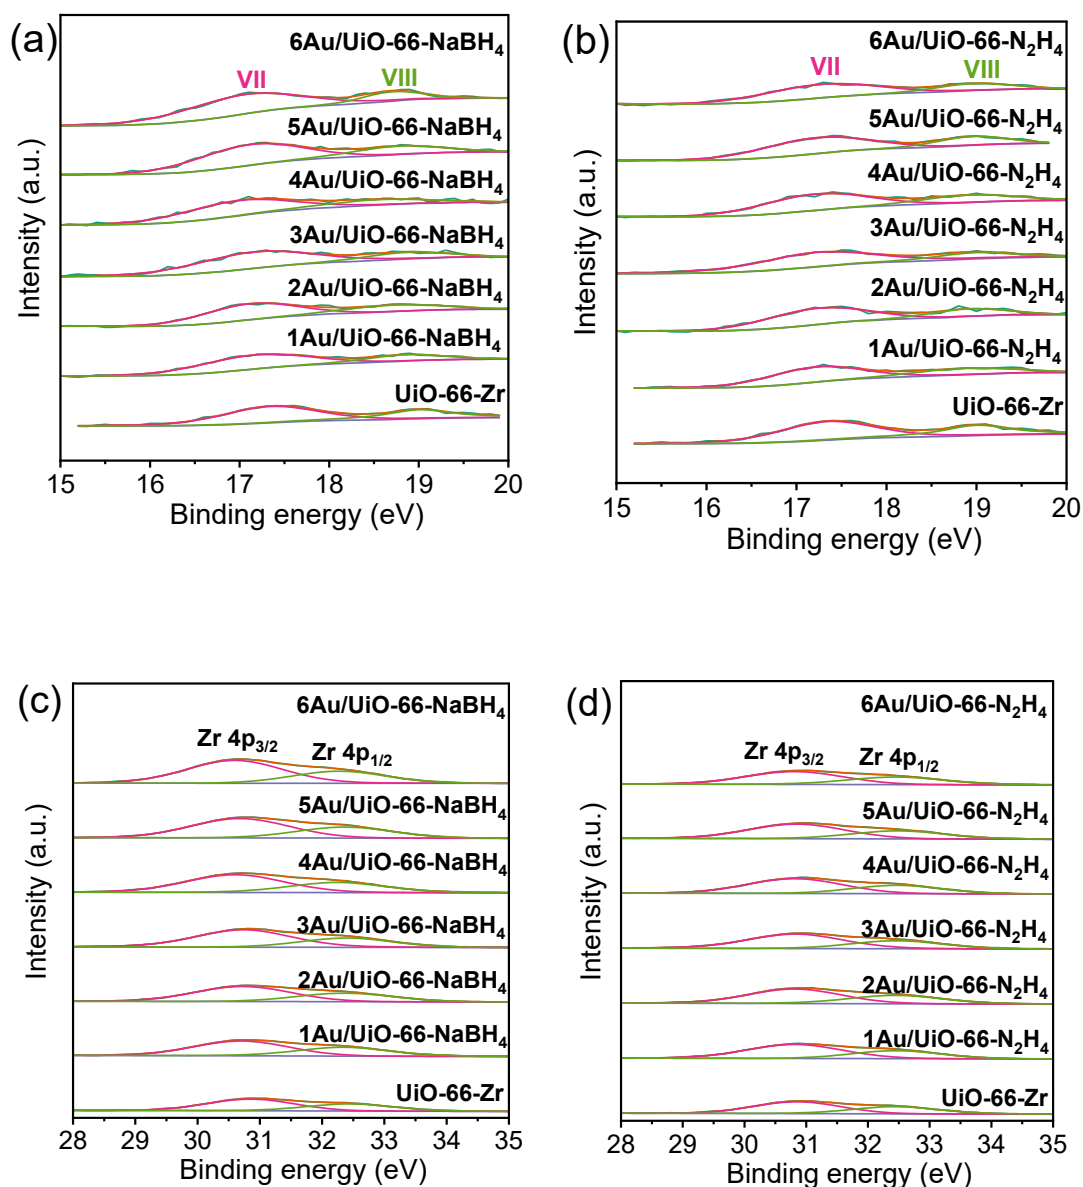 (a)
6Au/UiO-66-NaBH₄
VII
VIII
5Au/UiO-66-NaBH₄
4Au/UiO-66-NaBH₄
3Au/UiO-66-NaBH₄
2Au/UiO-66-NaBH₄
1Au/UiO-66-NaBH₄
UiO-66-Zr
Intensity (a.u.)
15 16 17 18 19 20
Binding energy (eV)
(b)
6Au/UiO-66-N₂H₄
VII
VIII
5Au/UiO-66-N₂H₄
4Au/UiO-66-N₂H₄
3Au/UiO-66-N₂H₄
2Au/UiO-66-N₂H₄
1Au/UiO-66-N₂H₄
UiO-66-Zr
Intensity (a.u.)
15 16 17 18 19 20
Binding energy (eV)
(c)
6Au/UiO-66-NaBH₄
Zr 4p₃/₂
Zr 4p₁/₂
5Au/UiO-66-NaBH₄
4Au/UiO-66-NaBH₄
3Au/UiO-66-NaBH₄
2Au/UiO-66-NaBH₄
1Au/UiO-66-NaBH₄
UiO-66-Zr
Intensity (a.u.)
28 29 30 31 32 33 34 35
Binding energy (eV)
(d)
6Au/UiO-66-N₂H₄
Zr 4p₃/₂
Zr 4p₁/₂
5Au/UiO-66-N₂H₄
4Au/UiO-66-N₂H₄
3Au/UiO-66-N₂H₄
2Au/UiO-66-N₂H₄
1Au/UiO-66-N₂H₄
UiO-66-Zr
Intensity (a.u.)
28 29 30 31 32 33 34 35
Binding energy (eV)